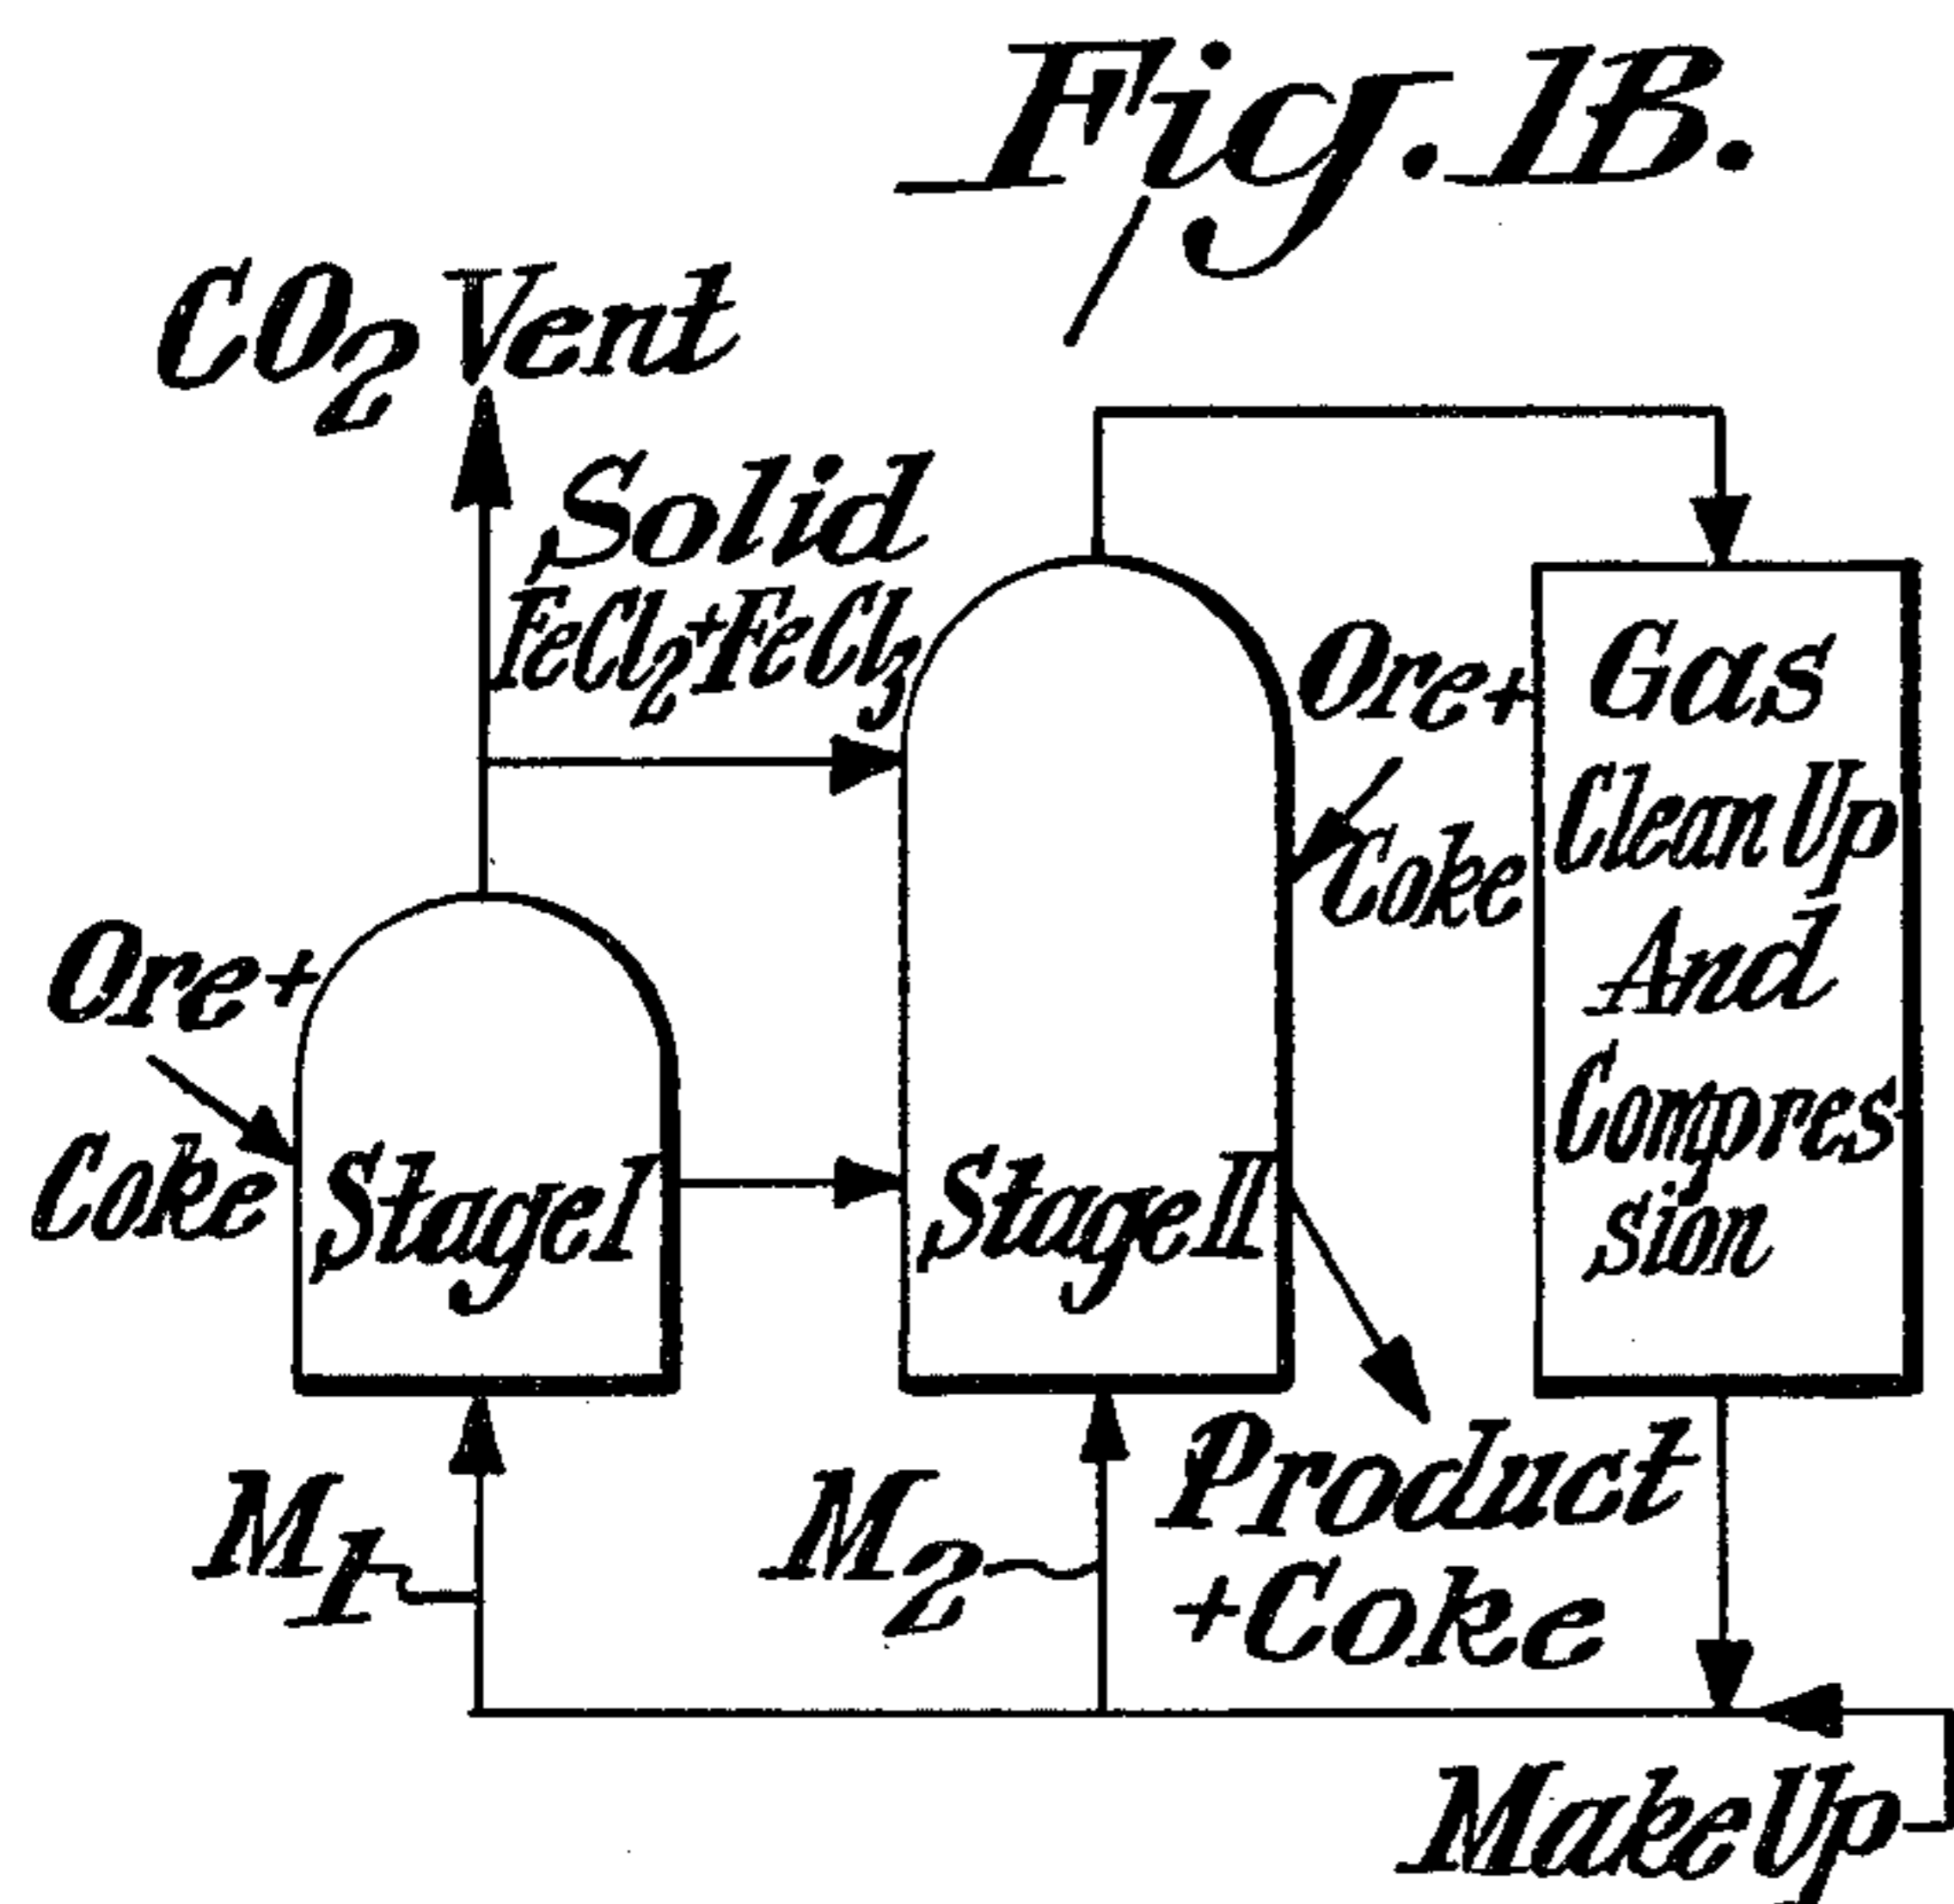 Fig. 1B.
CO2 Vent
Solid
FeCl2+FeCl3
Ore+
Coke
Gas
Clean Up
And
Compres
sion
Ore+
Coke
Stage I
Stage II
M1
M2
Product
+Coke
Make Up